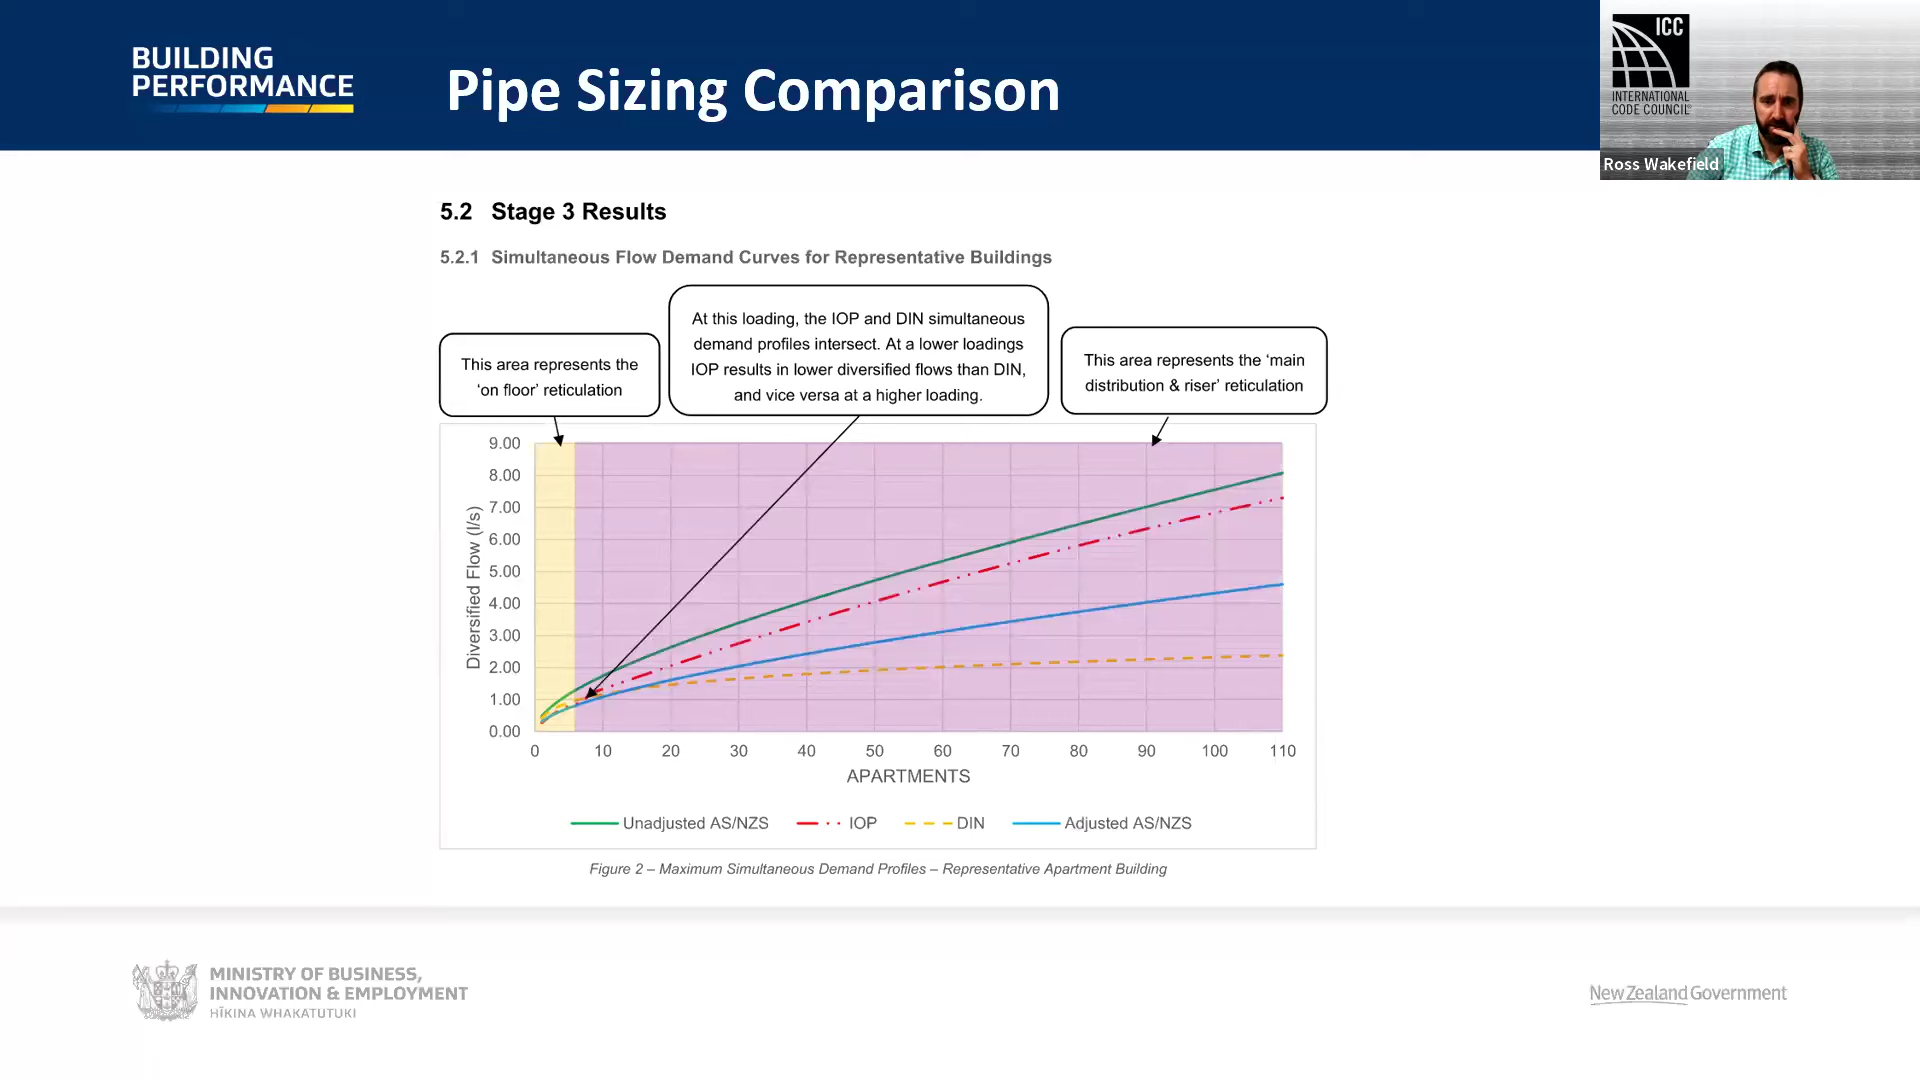 BUILDING
PERFORMANCE
Pipe Sizing Comparison
ICC
INTERNATIONAL
CODE COUNCIL
Ross Wakefield
5.2 Stage 3 Results
5.2.1 Simultaneous Flow Demand Curves for Representative Buildings
This area represents the
‘on floor’ reticulation
At this loading, the IOP and DIN simultaneous
demand profiles intersect. At a lower loadings
IOP results in lower diversified flows than DIN,
and vice versa at a higher loading.
This area represents the ‘main
distribution & riser’ reticulation
Diversified Flow (l/s)
9.00
8.00
7.00
6.00
5.00
4.00
3.00
2.00
1.00
0.00
0 10 20 30 40 50 60 70 80 90 100 110
APARTMENTS
Unadjusted AS/NZS IOP DIN Adjusted AS/NZS
Figure 2 – Maximum Simultaneous Demand Profiles – Representative Apartment Building
MINISTRY OF BUSINESS,
INNOVATION & EMPLOYMENT
HĪKINA WHAKATUTUKI
New Zealand Government